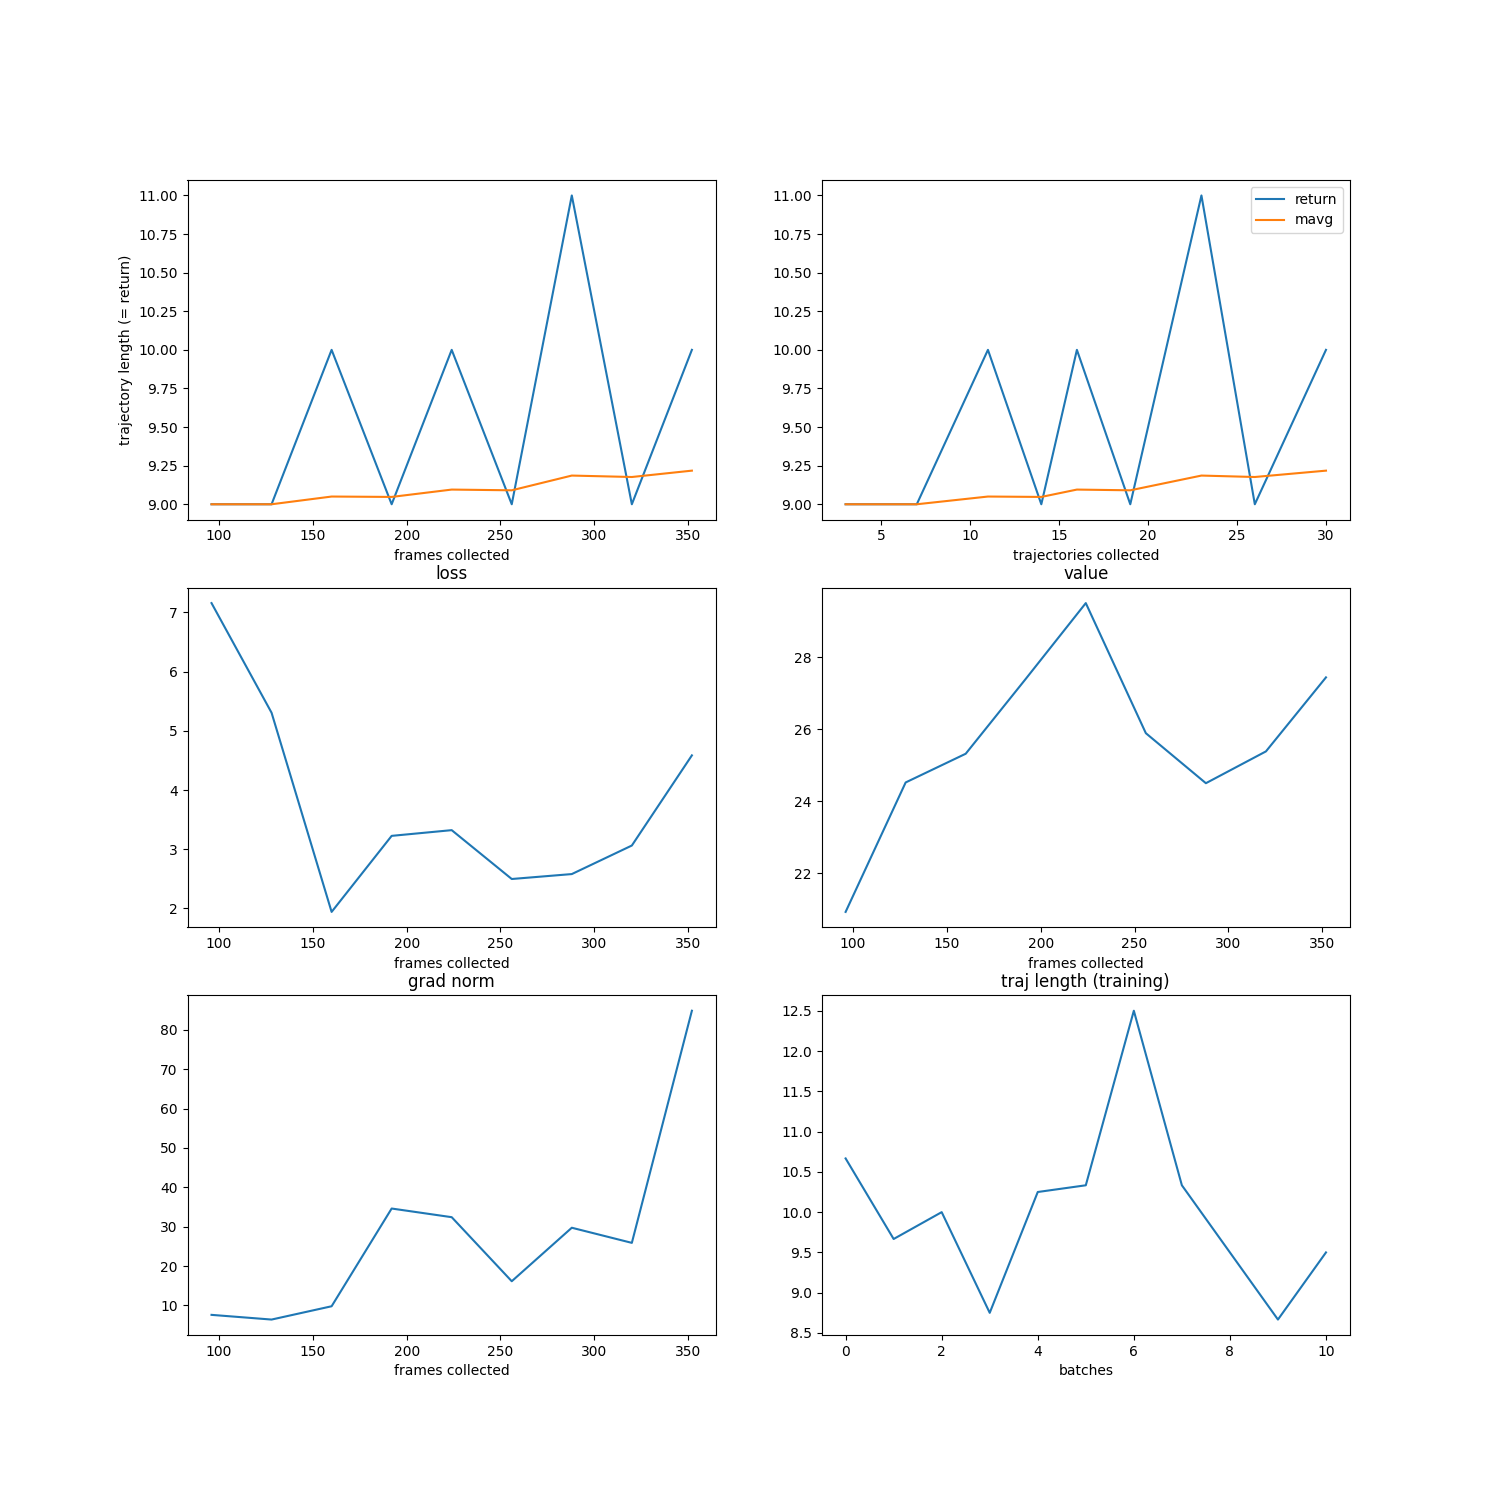 trajectory length (= return)
11.00
10.75
10.50
10.25
10.00
9.75
9.50
9.25
9.00
100 150 200 250 300 350
frames collected
return
mavg
11.00
10.75
10.50
10.25
10.00
9.75
9.50
9.25
9.00
5 10 15 20 25 30
trajectories collected
loss
7
6
5
4
3
2
100 150 200 250 300 350
frames collected
value
28
26
24
22
100 150 200 250 300 350
frames collected
grad norm
80
70
60
50
40
30
20
10
100 150 200 250 300 350
frames collected
traj length (training)
12.5
12.0
11.5
11.0
10.5
10.0
9.5
9.0
8.5
0 2 4 6 8 10
batches